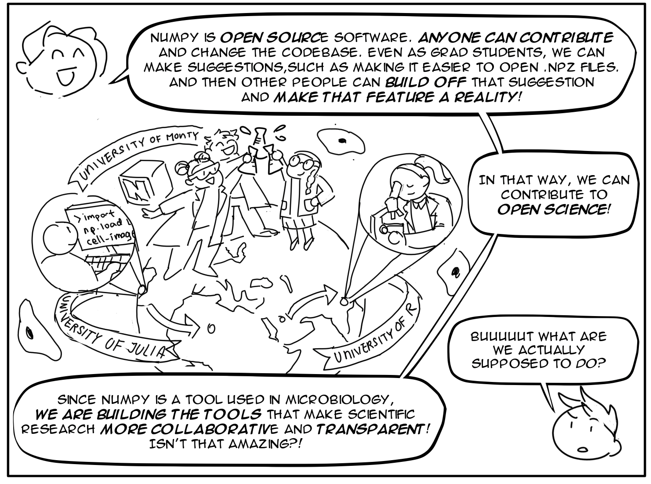 NUMPY IS OPEN SOURCE SOFTWARE. ANYONE CAN CONTRIBUTE
AND CHANGE THE CODEBASE. EVEN AS GRAD STUDENTS, WE CAN
MAKE SUGGESTIONS,SUCH AS MAKING IT EASIER TO OPEN .NPZ FILES.
AND THEN OTHER PEOPLE CAN BUILD OFF THAT SUGGESTION
AND MAKE THAT FEATURE A REALITY!
IN THAT WAY, WE CAN
CONTRIBUTE TO
OPEN SCIENCE!
UNIVERSITY OF MONTY
>import
np.load
cell-image
UNIVERSITY OF JULIA
UNIVERSITY OF R
SINCE NUMPY IS A TOOL USED IN MICROBIOLOGY,
WE ARE BUILDING THE TOOLS THAT MAKE SCIENTIFIC
RESEARCH MORE COLLABORATIVE AND TRANSPARENT!
ISN'T THAT AMAZING?!
BUUUUUT WHAT ARE
WE ACTUALLY
SUPPOSED TO DO?